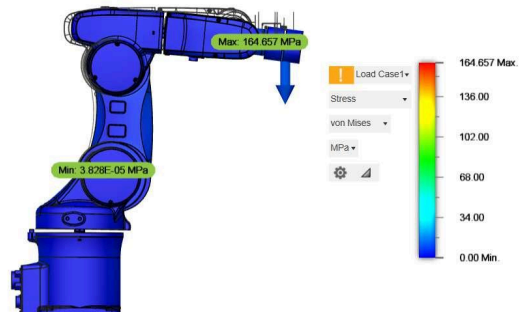 Max: 164.657 MPa
Min: 3.828E-05 MPa
! Load Case1
Stress
von Mises
MPa
164.657 Max.
136.00
102.00
68.00
34.00
0.00 Min.